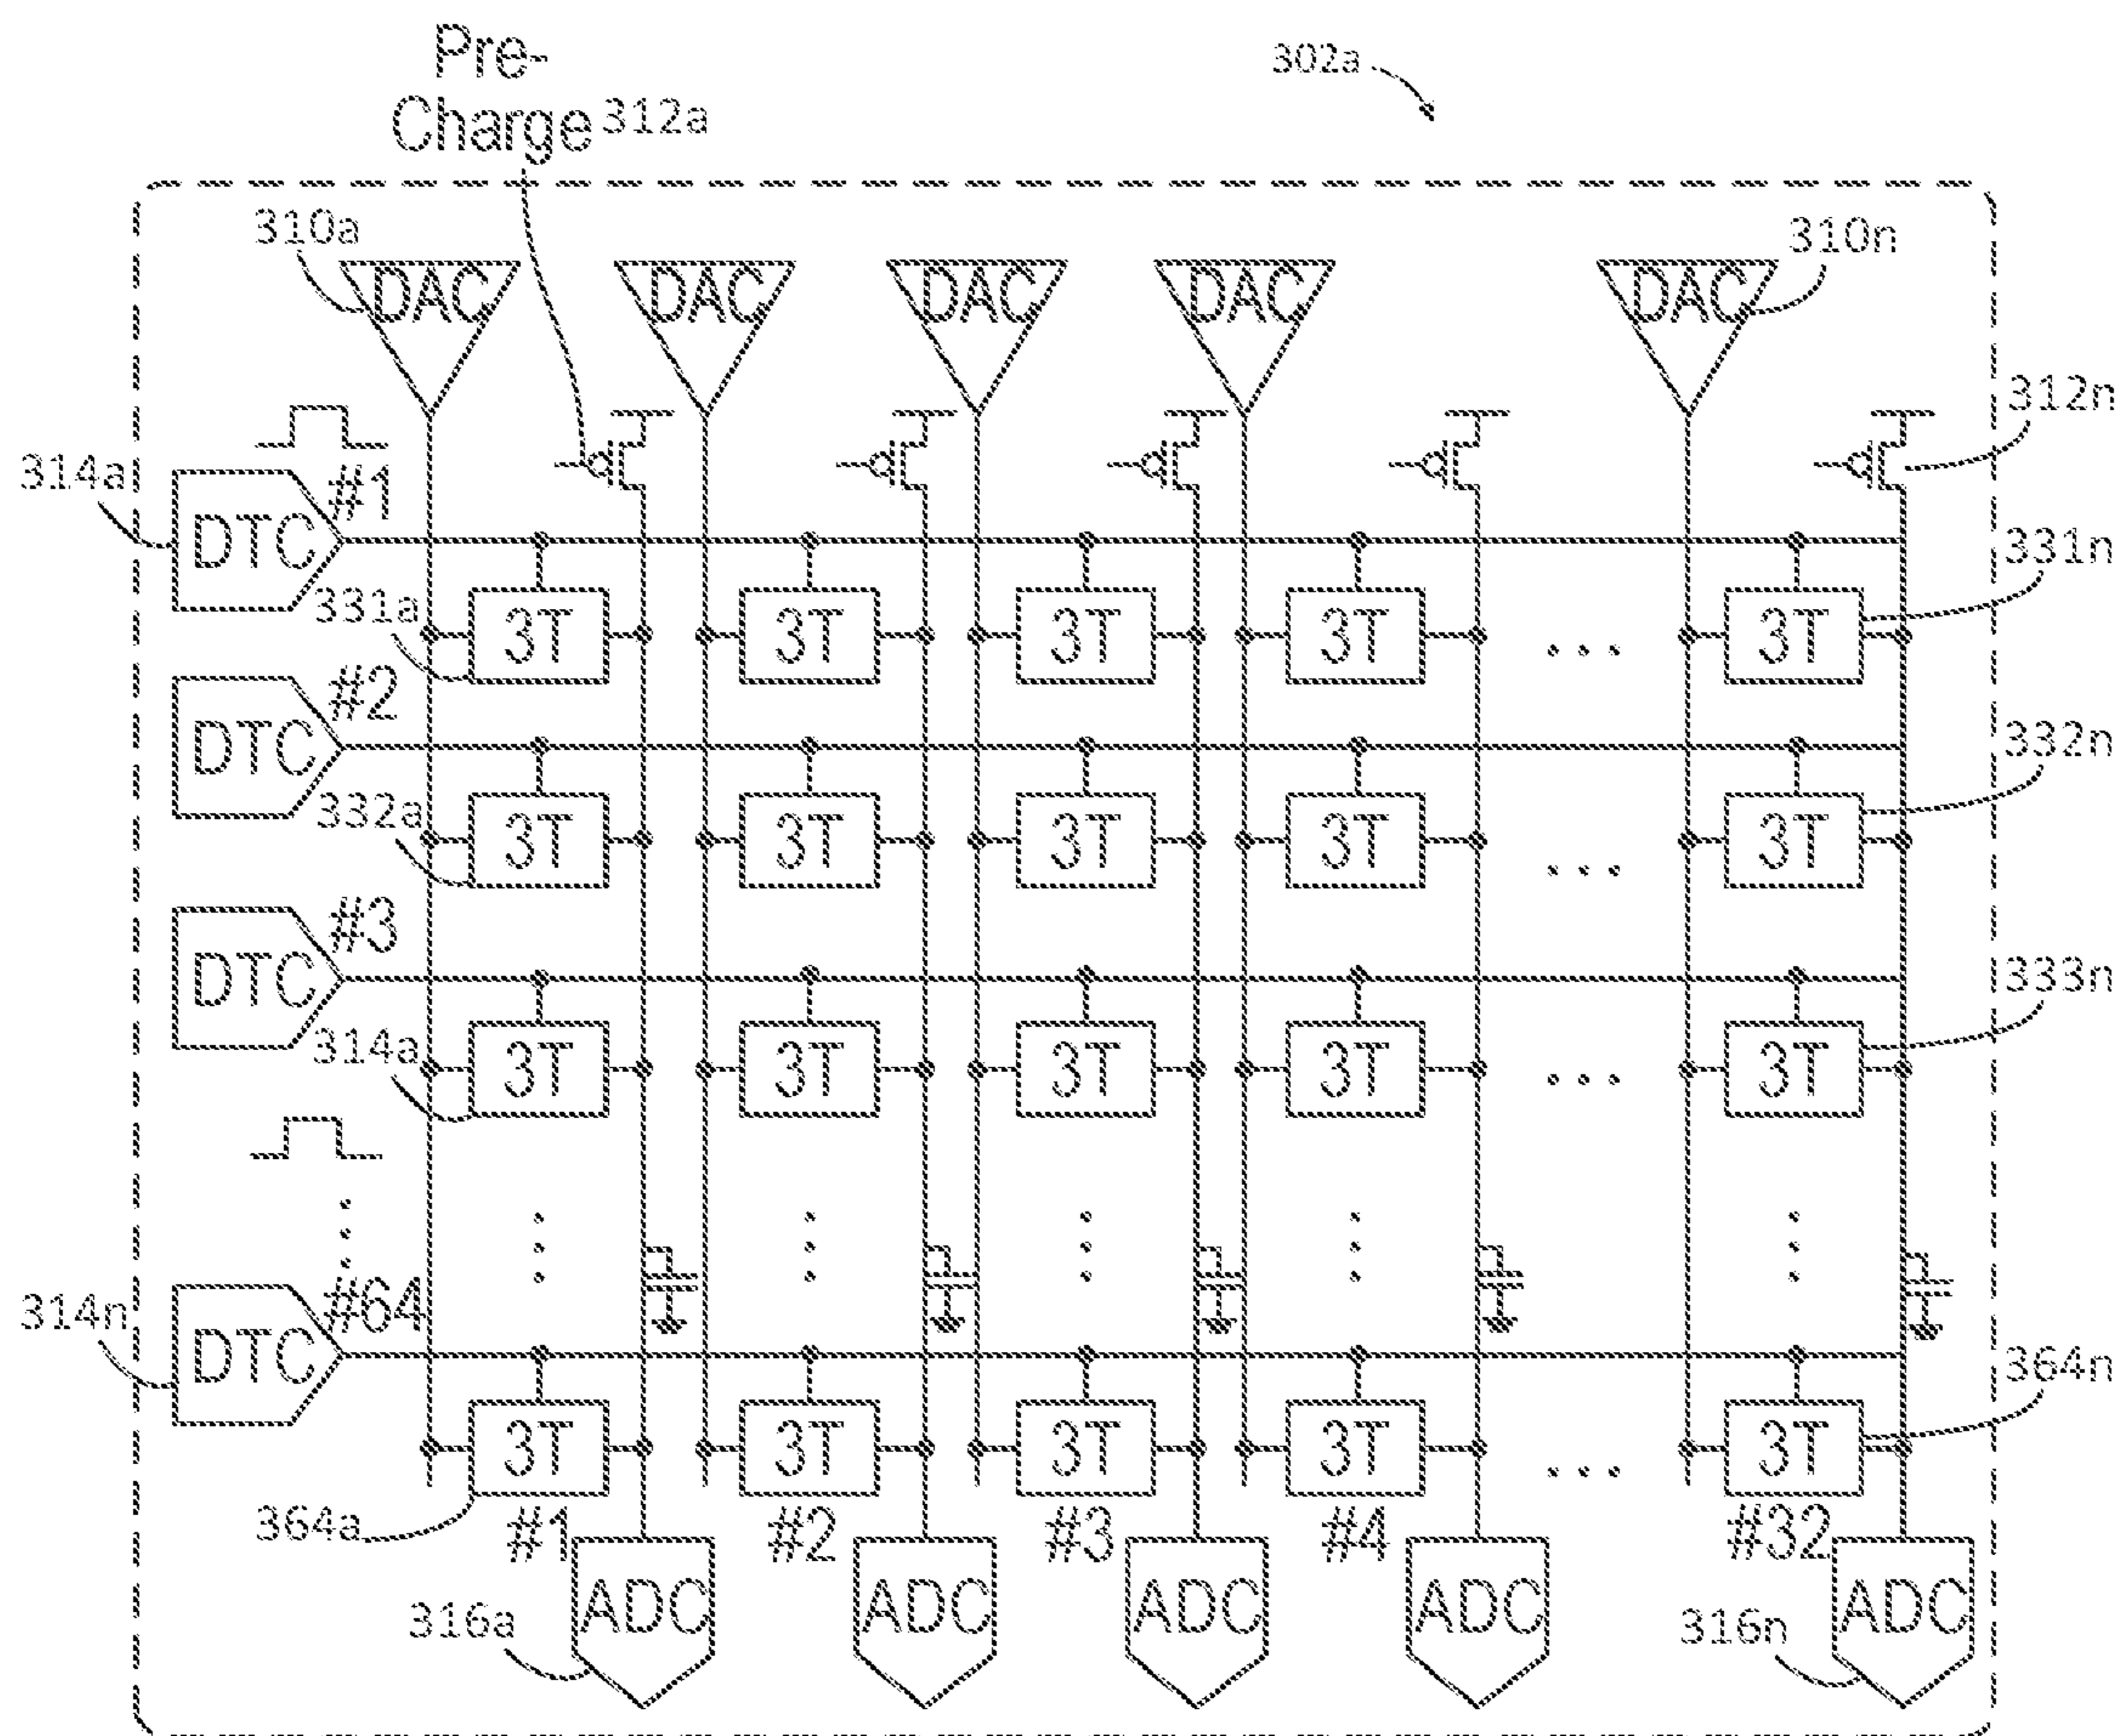 Pre-
Charge 312a
302a
310a
310n
DAC DAC DAC DAC DAC
312n
314a
#1
DTC
331n
331a
3T 3T 3T 3T ... 3T
#2
DTC
332n
332a
3T 3T 3T 3T ... 3T
#3
DTC
333n
314a
3T 3T 3T 3T ... 3T
#64
314n
DTC
364n
3T 3T 3T 3T ... 3T
364a
#1 #2 #3 #4 #32
ADC ADC ADC ADC ADC
316a
316n